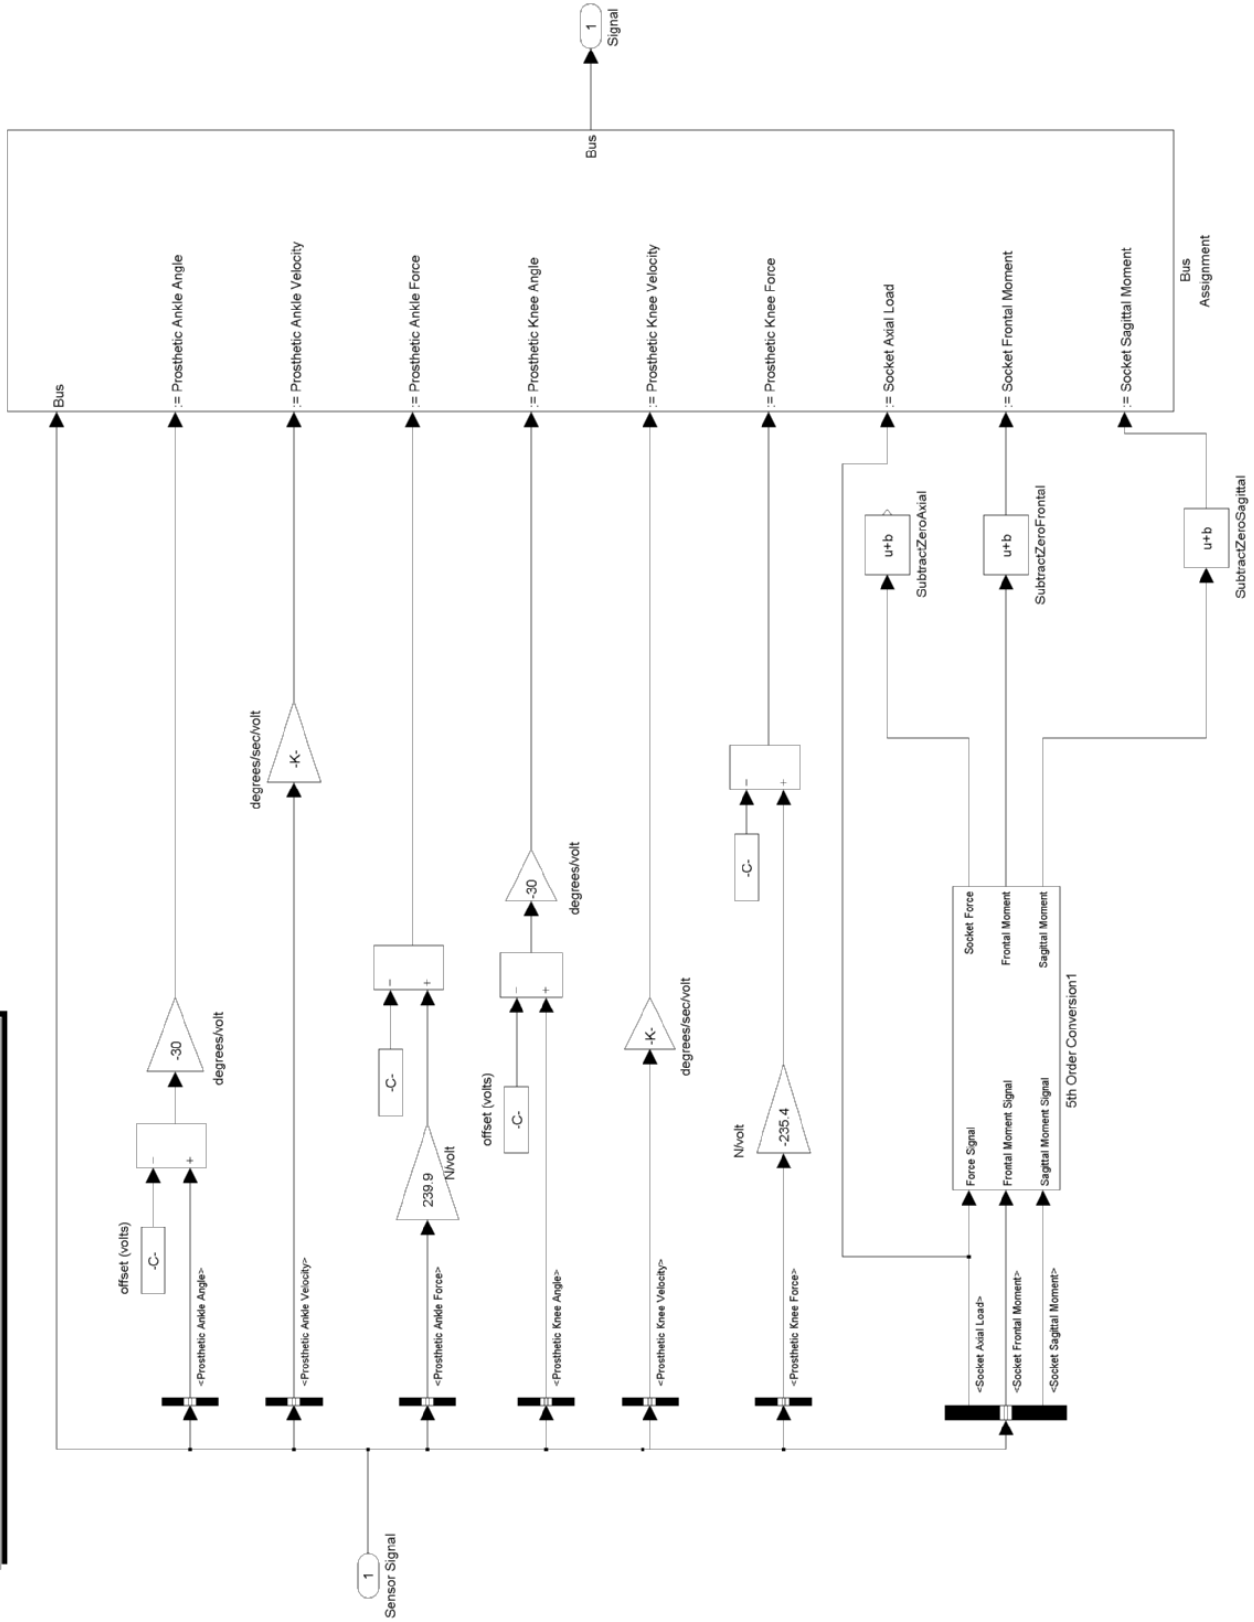 1
Sensor Signal
Bus
offset (volts)
-C-
−
+
<Prosthetic Ankle Angle>
-30
degrees/volt
:= Prosthetic Ankle Angle
<Prosthetic Ankle Velocity>
-K-
degrees/sec/volt
:= Prosthetic Ankle Velocity
<Prosthetic Ankle Force>
239.9
N/volt
-C-
−
+
:= Prosthetic Ankle Force
<Prosthetic Knee Angle>
offset (volts)
-C-
−
+
-30
degrees/volt
:= Prosthetic Knee Angle
<Prosthetic Knee Velocity>
-K-
degrees/sec/volt
:= Prosthetic Knee Velocity
<Prosthetic Knee Force>
N/volt
-235.4
-C-
−
+
:= Prosthetic Knee Force
<Socket Axial Load>
<Socket Frontal Moment>
<Socket Sagittal Moment>
Force Signal
Frontal Moment Signal
Sagittal Moment Signal
Socket Force
Frontal Moment
Sagittal Moment
5th Order Conversion1
u+b
SubtractZeroAxial
:= Socket Axial Load
u+b
SubtractZeroFrontal
:= Socket Frontal Moment
u+b
SubtractZeroSagittal
:= Socket Sagittal Moment
Bus
Assignment
Bus
1
Signal